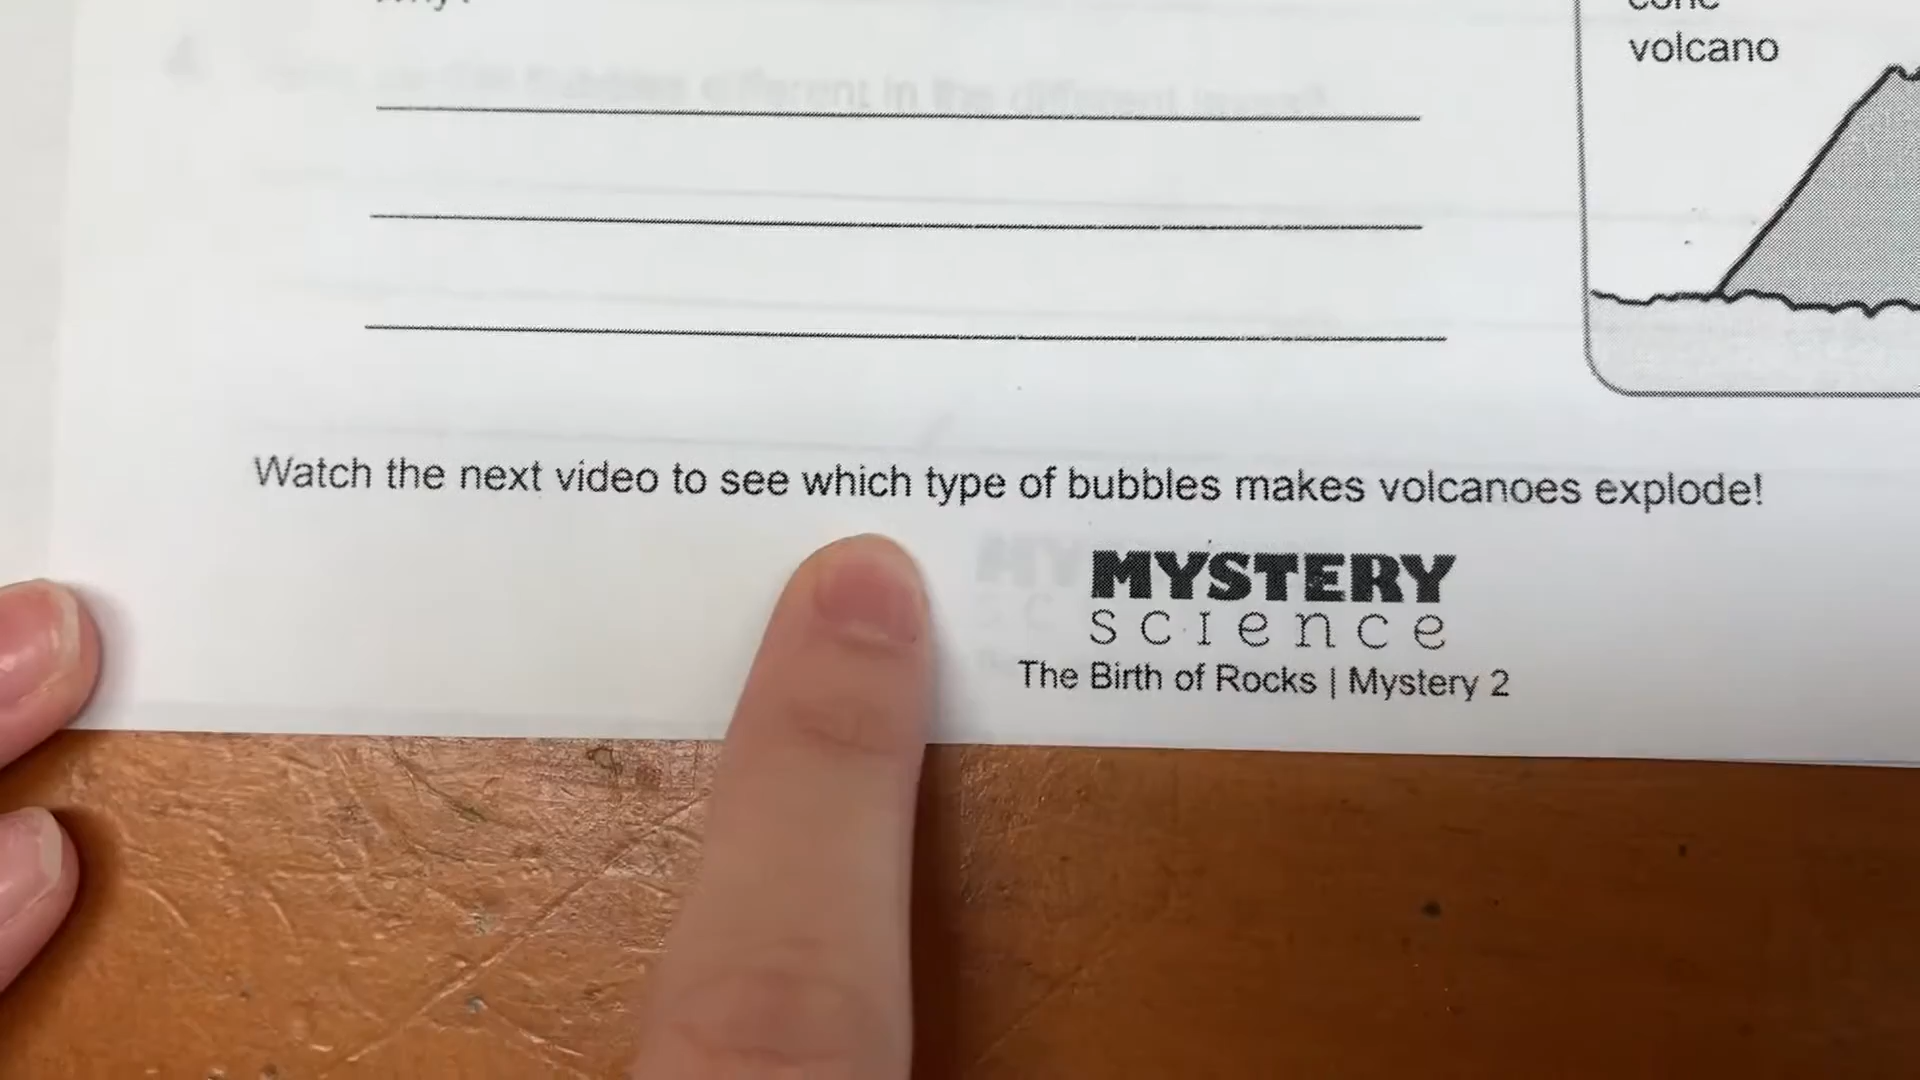 volcano
Watch the next video to see which type of bubbles makes volcanoes explode!
MYSTERY
science
The Birth of Rocks | Mystery 2